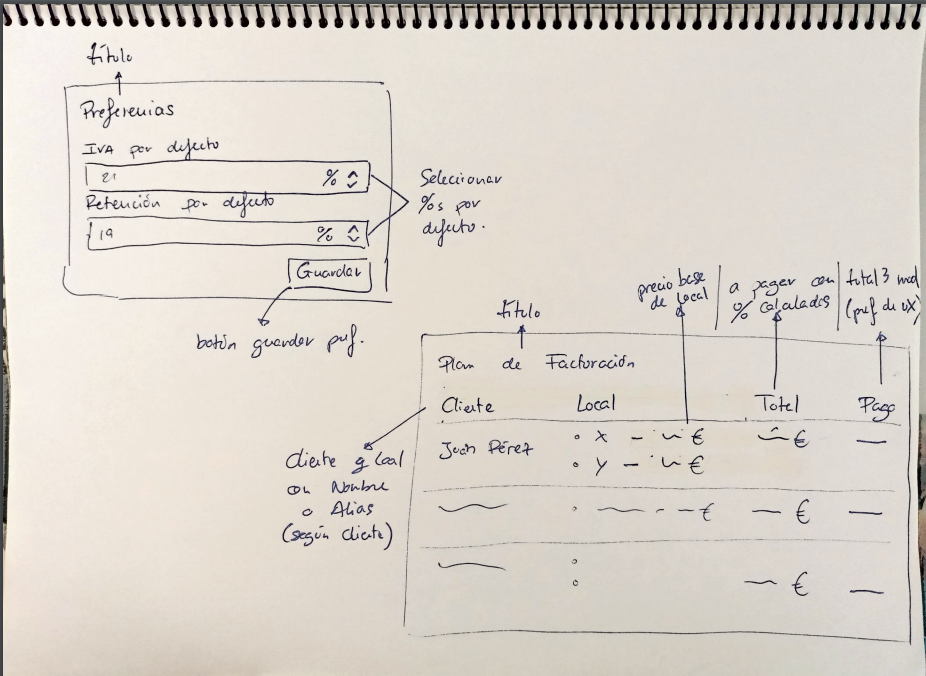 título
Preferencias
IVA por defecto
21 %
Retención por defecto
19 %
Guardar
Seleccionar
%s por
defecto.
botón guardar pref.
precio base
de local
a pagar con
% calculados
total 3 mod
(pref de UX)
título
Plan de Facturación
Cliente Local Total Pago
Juan Pérez • X - € €
• Y - €
• - € €
€
Cliente y local
con Nombre
o Alias
(según cliente)